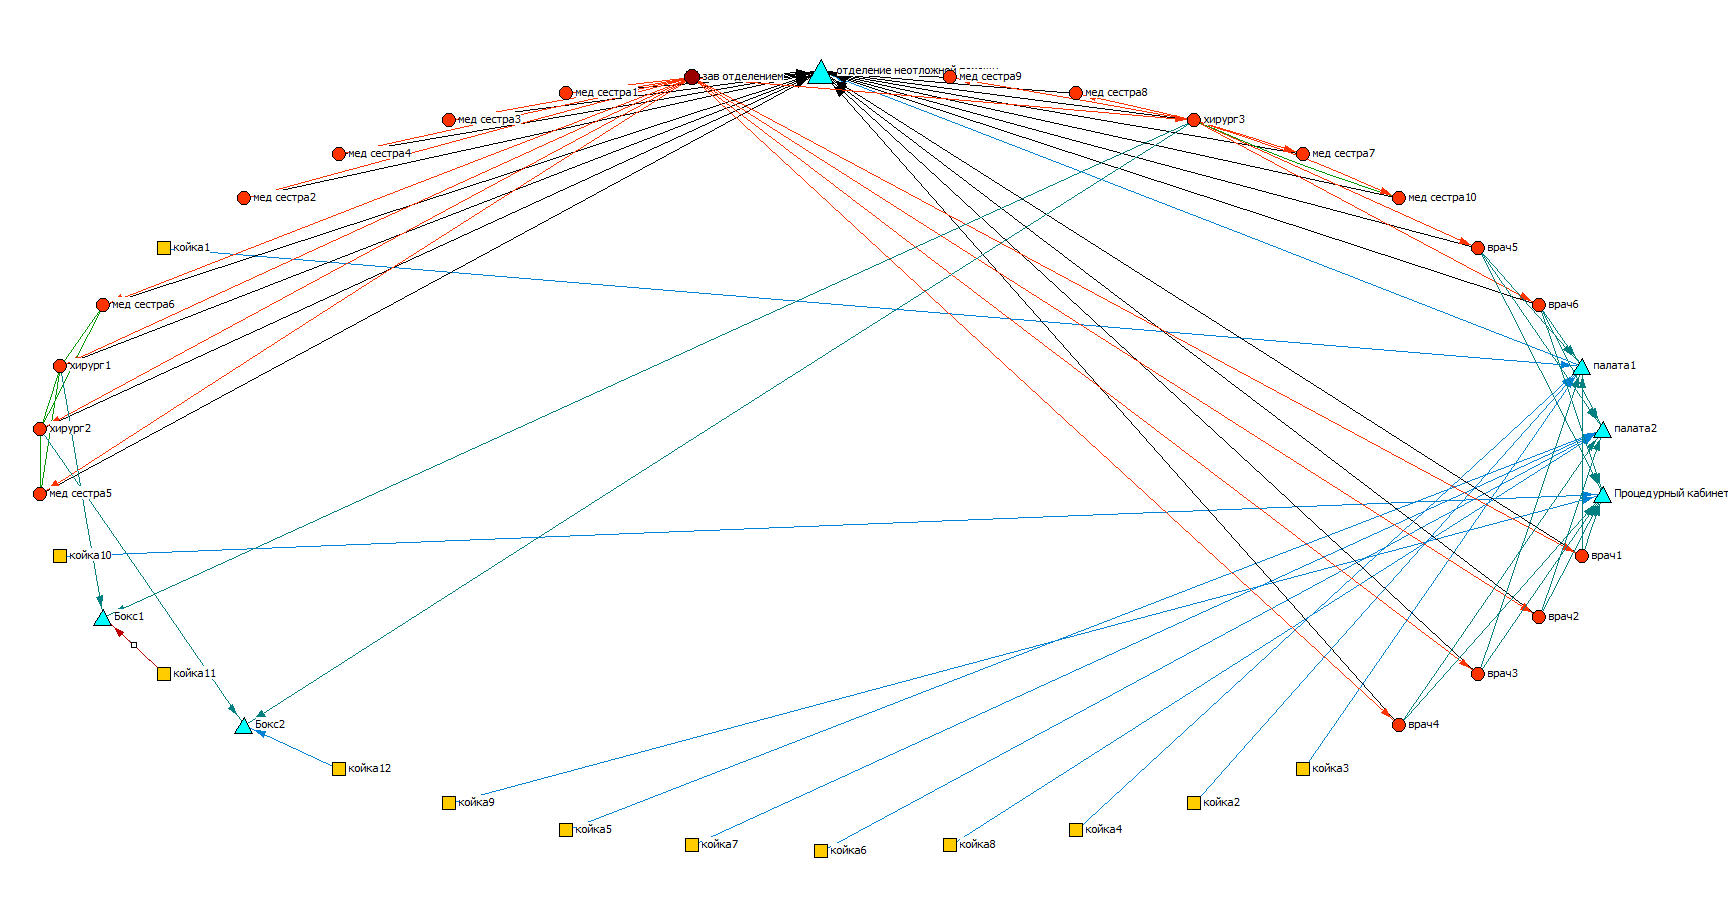 отделение неотложной
зав отделением
мед сестра9
мед сестра1
мед сестра8
мед сестра3
хирург3
мед сестра4
мед сестра7
мед сестра2
мед сестра10
койка1
врач5
мед сестра6
врач6
хирург1
палата1
хирург2
палата2
мед сестра5
Процедурный кабинет
койка10
врач1
Бокс1
врач2
койка11
врач3
Бокс2
врач4
койка12
койка3
койка9
койка2
койка5
койка4
койка7
койка8
койка6